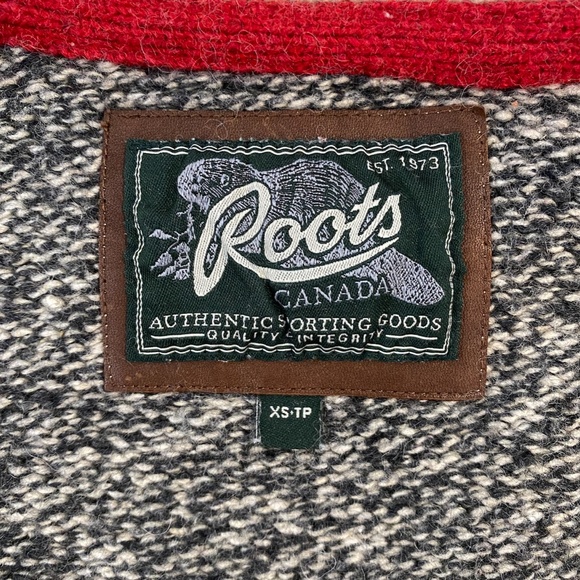 EST. 1973
Roots
CANADA
AUTHENTIC SPORTING GOODS
QUALITY & INTEGRITY
XS·TP